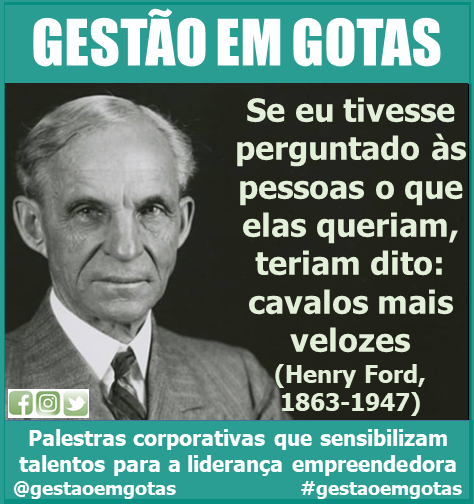 GESTÃO EM GOTAS
Se eu tivesse
perguntado às
pessoas o que
elas queriam,
teriam dito:
cavalos mais
velozes
(Henry Ford,
1863-1947)
Palestras corporativas que sensibilizam
talentos para a liderança empreendedora
@gestaoemgotas #gestaoemgotas